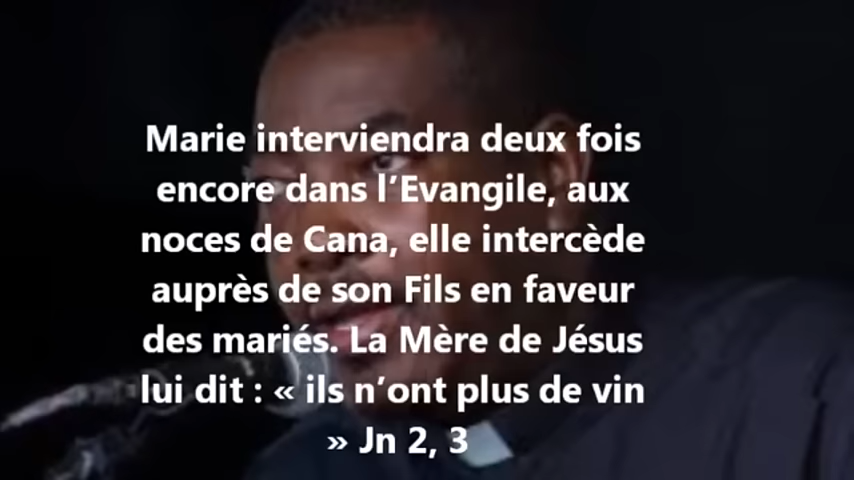 Marie interviendra deux fois
encore dans l’Evangile, aux
noces de Cana, elle intercède
auprès de son Fils en faveur
des mariés. La Mère de Jésus
lui dit : « ils n’ont plus de vin
» Jn 2, 3